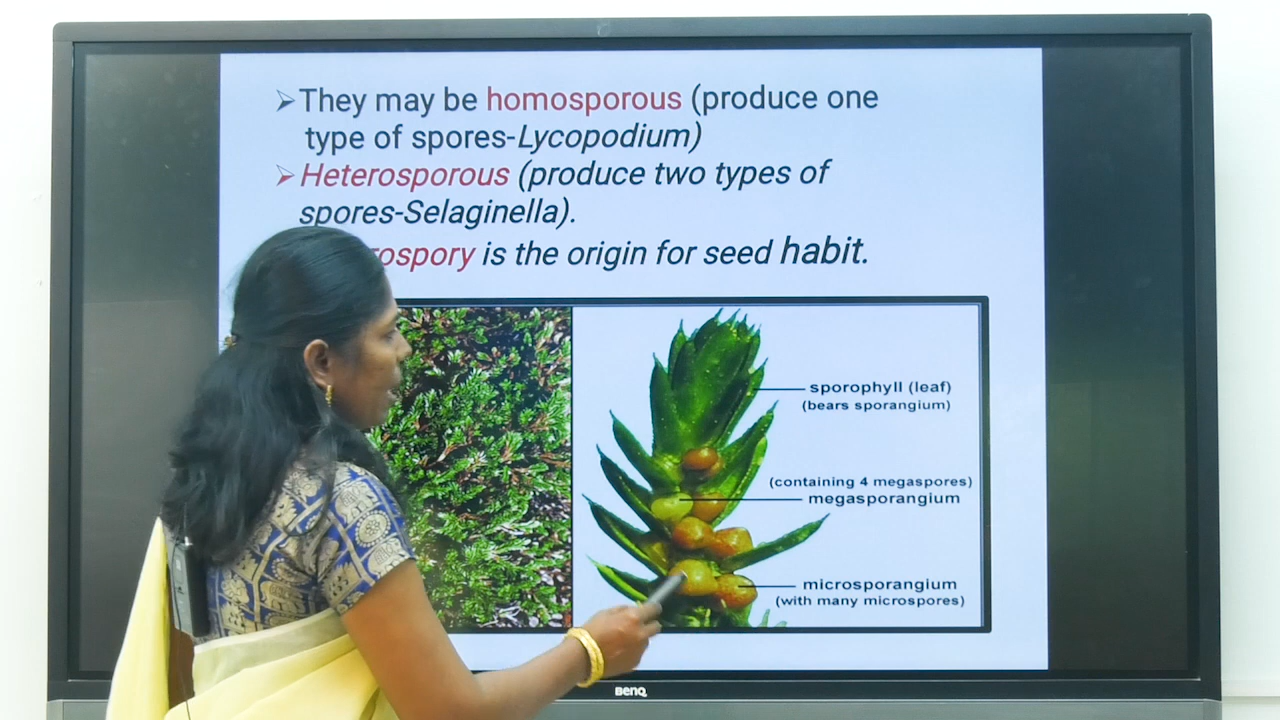 ➢They may be homosporous (produce one
type of spores-Lycopodium)
➢Heterosporous (produce two types of
spores-Selaginella).
rospory is the origin for seed habit.
sporophyll (leaf)
(bears sporangium)
(containing 4 megaspores)
megasporangium
microsporangium
(with many microspores)
BenQ